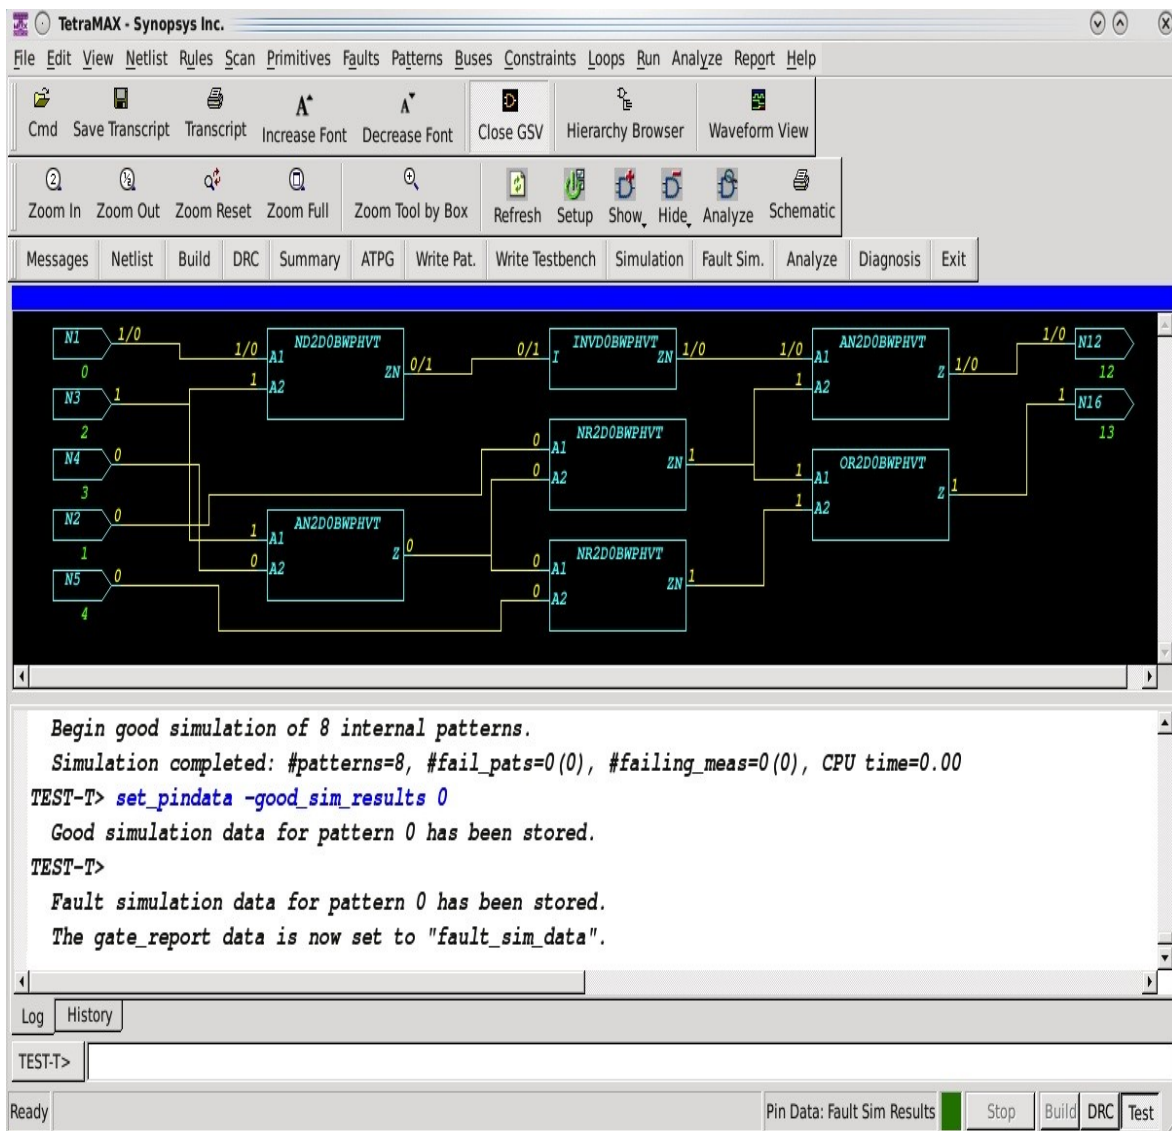 TetraMAX - Synopsys Inc.
File Edit View Netlist Rules Scan Primitives Faults Patterns Buses Constraints Loops Run Analyze Report Help
Cmd Save Transcript Transcript Increase Font Decrease Font Close GSV Hierarchy Browser Waveform View
Zoom In Zoom Out Zoom Reset Zoom Full Zoom Tool by Box Refresh Setup Show Hide Analyze Schematic
Messages Netlist Build DRC Summary ATPG Write Pat. Write Testbench Simulation Fault Sim. Analyze Diagnosis Exit
N1 1/0 ND2D0BWPHVT INVD0BWPHVT AN2D0BWPHVT 1/0 N12
1/0 A1 0/1 I ZN 1/0 1/0 A1
0 ZN 0/1 Z 1/0 12
1 A2 1 A2
N3 1 1 N16
2 NR2D0BWPHVT 13
0 A1
N4 0 ZN 1 OR2D0BWPHVT
0 A2 1 A1
3 Z 1
1 A2
N2 0 AN2D0BWPHVT
1 A1
1 Z 0 NR2D0BWPHVT
0 A2 0 A1
N5 0 ZN 1
0 A2
4
Begin good simulation of 8 internal patterns.
Simulation completed: #patterns=8, #fail_pats=0(0), #failing_meas=0(0), CPU time=0.00
TEST-T> set_pindata -good_sim_results 0
Good simulation data for pattern 0 has been stored.
TEST-T>
Fault simulation data for pattern 0 has been stored.
The gate_report data is now set to "fault_sim_data".
Log History
TEST-T>
Ready Pin Data: Fault Sim Results Stop Build DRC Test